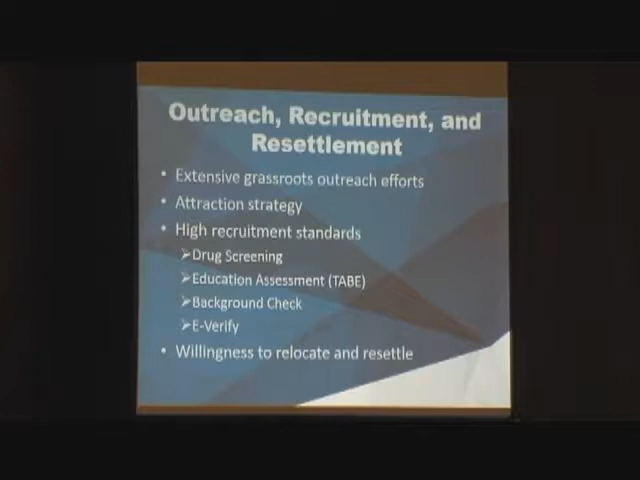 Outreach, Recruitment, and
Resettlement
• Extensive grassroots outreach efforts
• Attraction strategy
• High recruitment standards
➢Drug Screening
➢Education Assessment (TABE)
➢Background Check
➢E-Verify
• Willingness to relocate and resettle